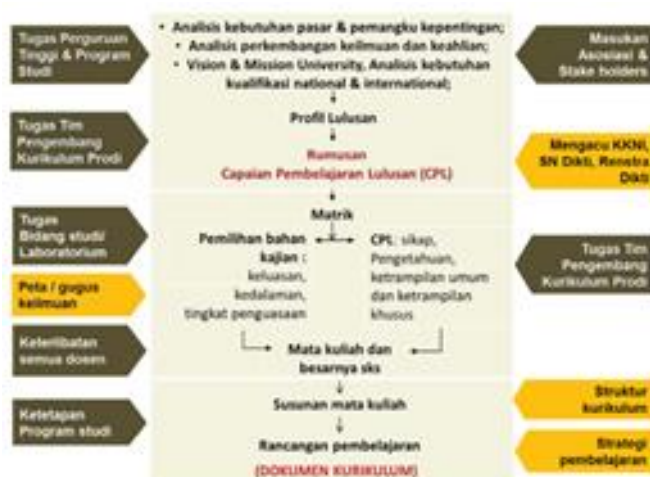 Tugas Perguruan
Tinggi & Program
Studi
• Analisis kebutuhan pasar & pemangku kepentingan;
• Analisis perkembangan keilmuan dan keahlian;
• Vision & Mission University, Analisis kebutuhan
kualifikasi national & international;
Masukan
Asosiasi &
Stake holders
Tugas Tim
Pengembang
Kurikulum Prodi
Profil Lulusan
Rumusan
Capaian Pembelajaran Lulusan (CPL)
Mengacu KKNI,
SN Dikti, Renstra
Dikti
Tugas
Bidang studi/
Laboratorium
Matrik
Pemilihan bahan
kajian :
keluasan,
kedalaman,
tingkat penguasaan
CPL: sikap,
Pengetahuan,
ketrampilan umum
dan ketrampilan
khusus
Tugas Tim
Pengembang
Kurikulum Prodi
Peta / gugus
keilmuan
Keterlibatan
semua dosen
Mata kuliah dan
besarnya sks
Ketetapan
Program studi
Susunan mata kuliah
Struktur
kurikulum
Rancangan pembelajaran
(DOKUMEN KURIKULUM)
Strategi
pembelajaran